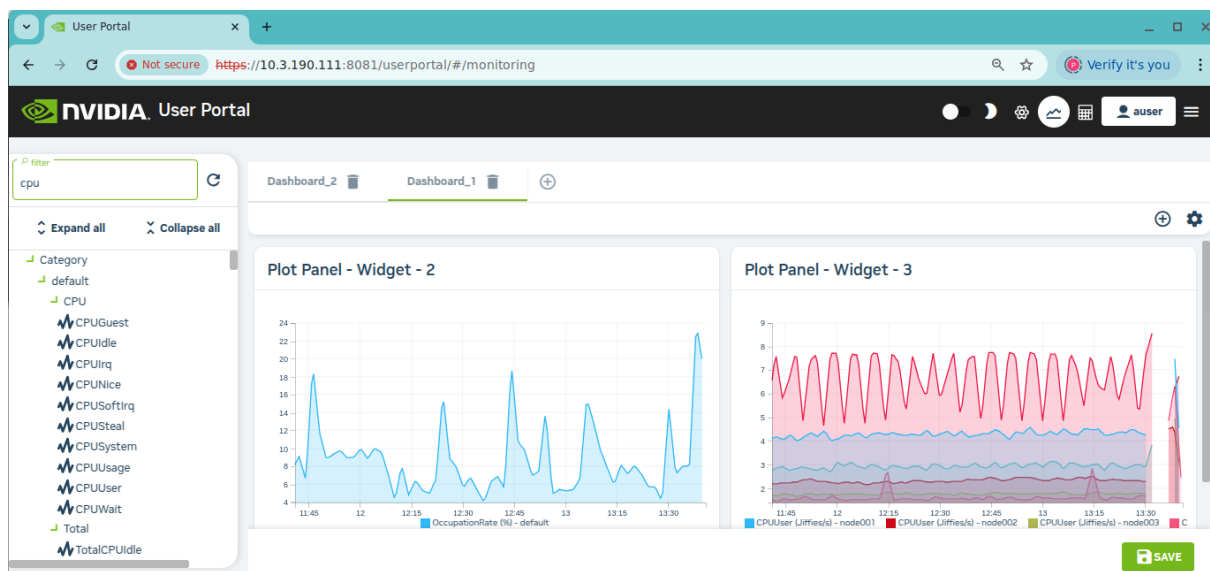 User Portal
Not secure https://10.3.190.111:8081/userportal/#/monitoring Verify it's you
NVIDIA. User Portal auser
filter
cpu
Expand all Collapse all
Category
default
CPU
CPUGuest
CPUIdle
CPUIrq
CPUNice
CPUSoftIrq
CPUSteal
CPUSystem
CPUUsage
CPUUser
CPUWait
Total
TotalCPUIdle
Dashboard_2 Dashboard_1
Plot Panel - Widget - 2
24
22
20
18
16
14
12
10
8
6
4
11:45 12 12:15 12:30 12:45 13 13:15 13:30
OccupationRate (%) - default
Plot Panel - Widget - 3
9
8
7
6
5
4
3
2
11:45 12 12:15 12:30 12:45 13 13:15 13:30
CPUUser (Jiffies/s) - node001 CPUUser (Jiffies/s) - node002 CPUUser (Jiffies/s) - node003 C
SAVE